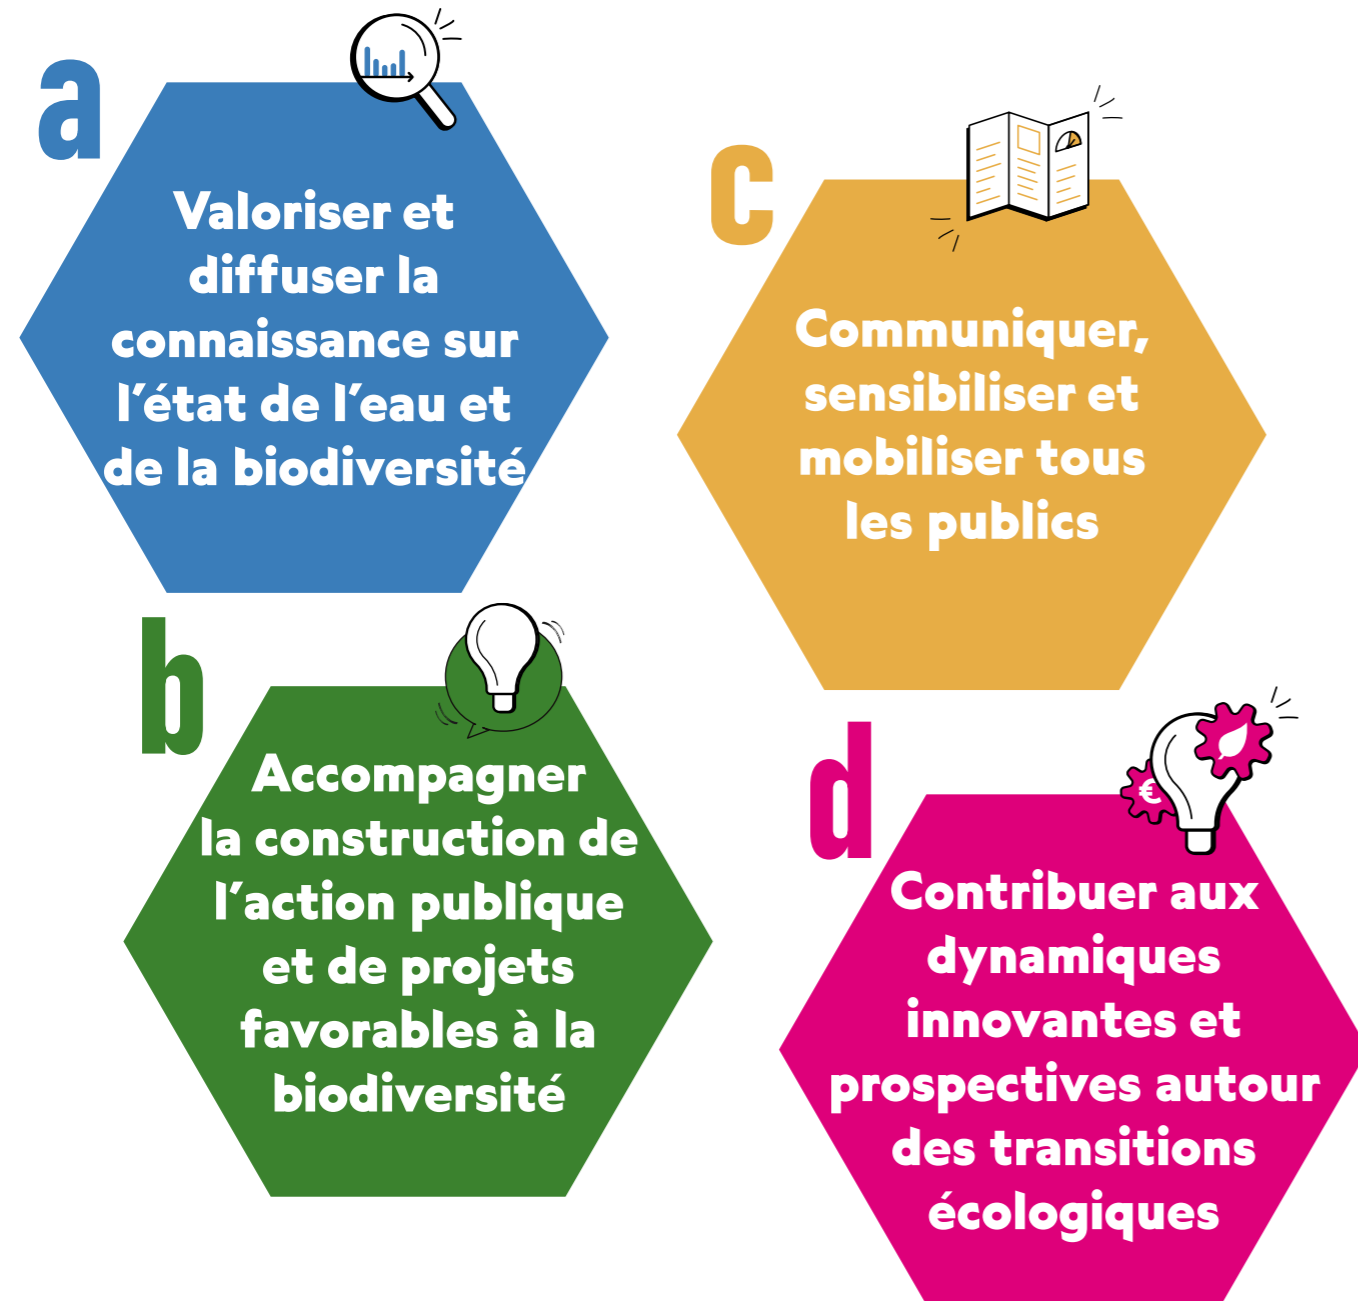 a
Valoriser et
diffuser la
connaissance sur
l’état de l’eau et
de la biodiversité
b
Accompagner
la construction de
l’action publique
et de projets
favorables à la
biodiversité
c
Communiquer,
sensibiliser et
mobiliser tous
les publics
d
€
Contribuer aux
dynamiques
innovantes et
prospectives autour
des transitions
écologiques